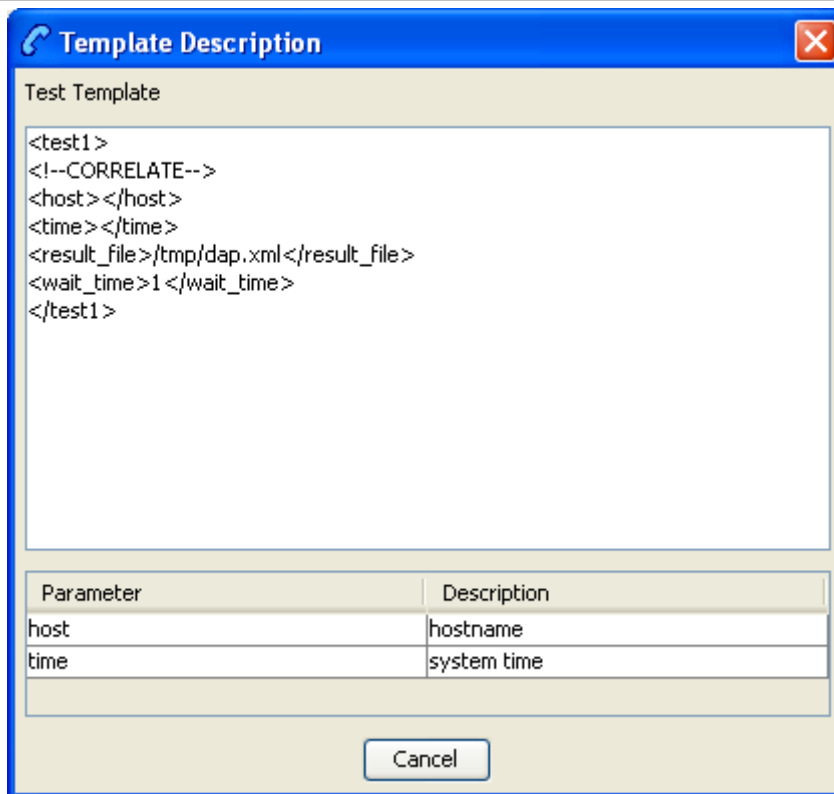 Template Description
Test Template
<test1>
<!--CORRELATE-->
<host></host>
<time></time>
<result_file>/tmp/dap.xml</result_file>
<wait_time>1</wait_time>
</test1>
Parameter Description
host hostname
time system time
Cancel